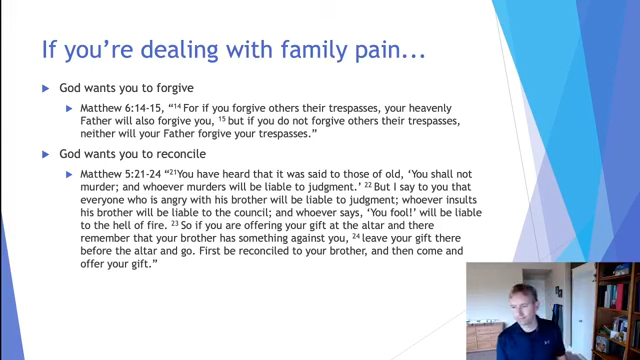 If you're dealing with family pain...
God wants you to forgive
Matthew 6:14-15, "14 For if you forgive others their trespasses, your heavenly
Father will also forgive you, 15 but if you do not forgive others their trespasses,
neither will your Father forgive your trespasses."
God wants you to reconcile
Matthew 5:21-24 "21You have heard that it was said to those of old, 'You shall not
murder; and whoever murders will be liable to judgment.' 22 But I say to you that
everyone who is angry with his brother will be liable to judgment; whoever insults
his brother will be liable to the council; and whoever says, 'You fool!' will be liable
to the hell of fire. 23 So if you are offering your gift at the altar and there
remember that your brother has something against you, 24 leave your gift there
before the altar and go. First be reconciled to your brother, and then come and
offer your gift."